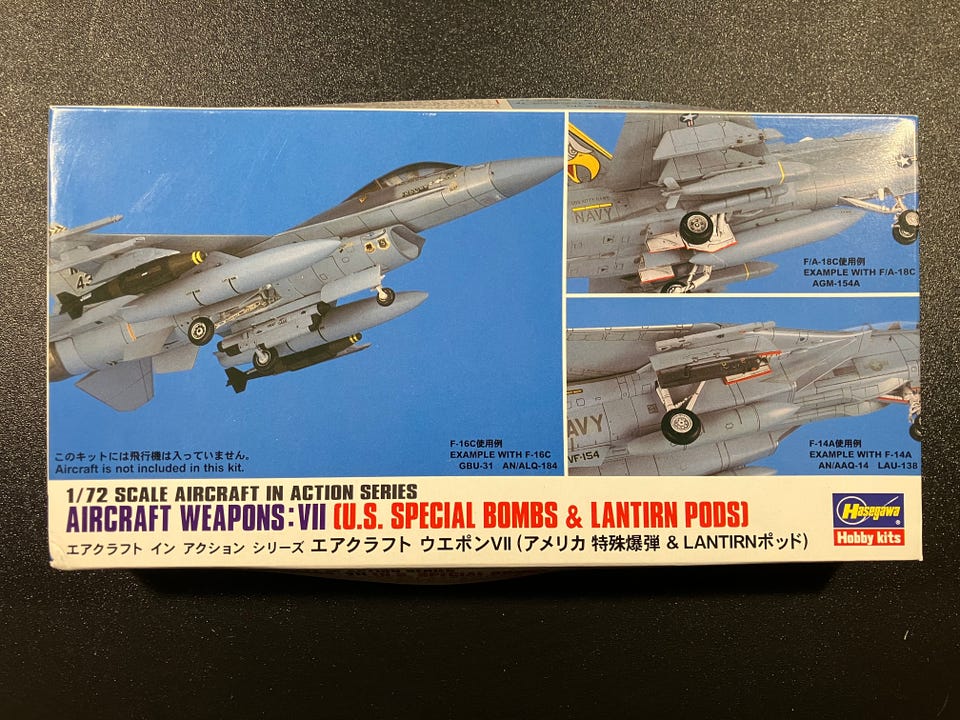 このキットには飛行機は入っていません。
Aircraft is not included in this kit.
F-16C使用例
EXAMPLE WITH F-16C
GBU-31 AN/ALQ-184
43
NAVY
F/A-18C使用例
EXAMPLE WITH F/A-18C
AGM-154A
AVY
VF-154
F-14A使用例
EXAMPLE WITH F-14A
AN/AAQ-14 LAU-138
1/72 SCALE AIRCRAFT IN ACTION SERIES
AIRCRAFT WEAPONS:VII (U.S. SPECIAL BOMBS & LANTIRN PODS)
エアクラフト イン アクション シリーズ エアクラフト ウエポンVII (アメリカ 特殊爆弾 & LANTIRNポッド)
Hasegawa
Hobby kits